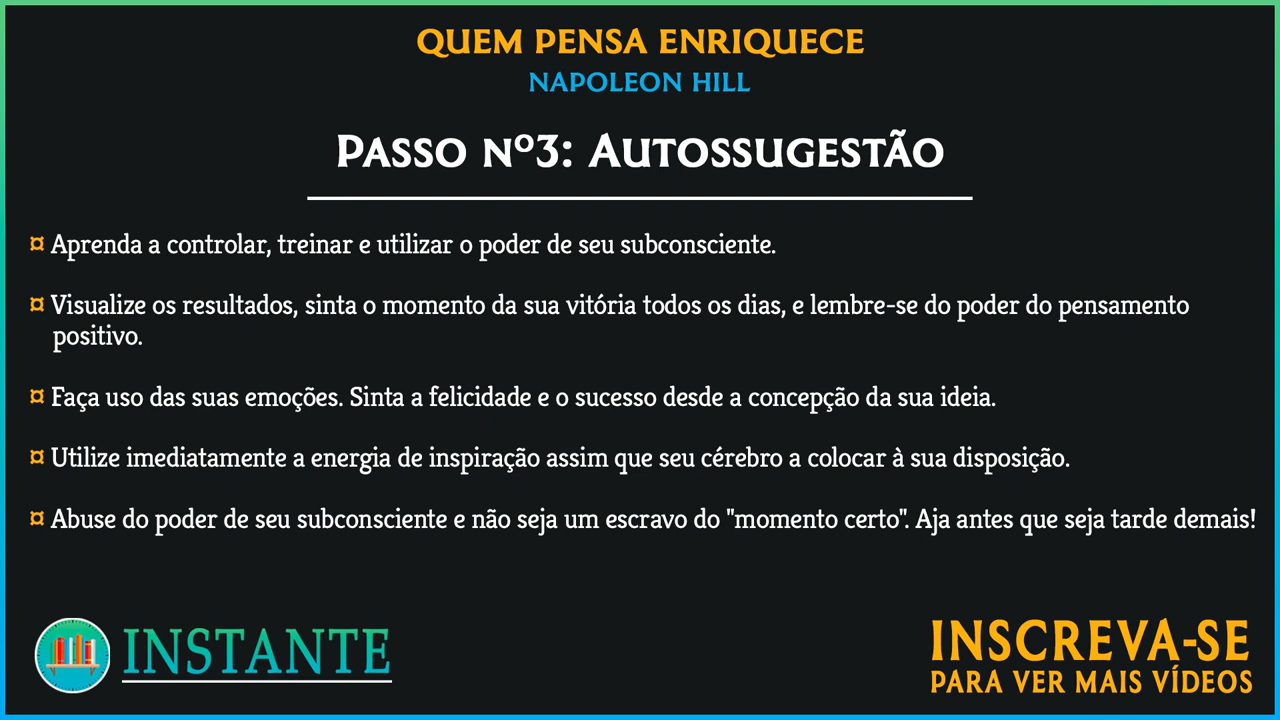 QUEM PENSA ENRIQUECE
NAPOLEON HILL
PASSO Nº3: AUTOSSUGESTÃO
¤ Aprenda a controlar, treinar e utilizar o poder de seu subconsciente.
¤ Visualize os resultados, sinta o momento da sua vitória todos os dias, e lembre-se do poder do pensamento
positivo.
¤ Faça uso das suas emoções. Sinta a felicidade e o sucesso desde a concepção da sua ideia.
¤ Utilize imediatamente a energia de inspiração assim que seu cérebro a colocar à sua disposição.
¤ Abuse do poder de seu subconsciente e não seja um escravo do "momento certo". Aja antes que seja tarde demais!
INSTANTE
INSCREVA-SE
PARA VER MAIS VÍDEOS